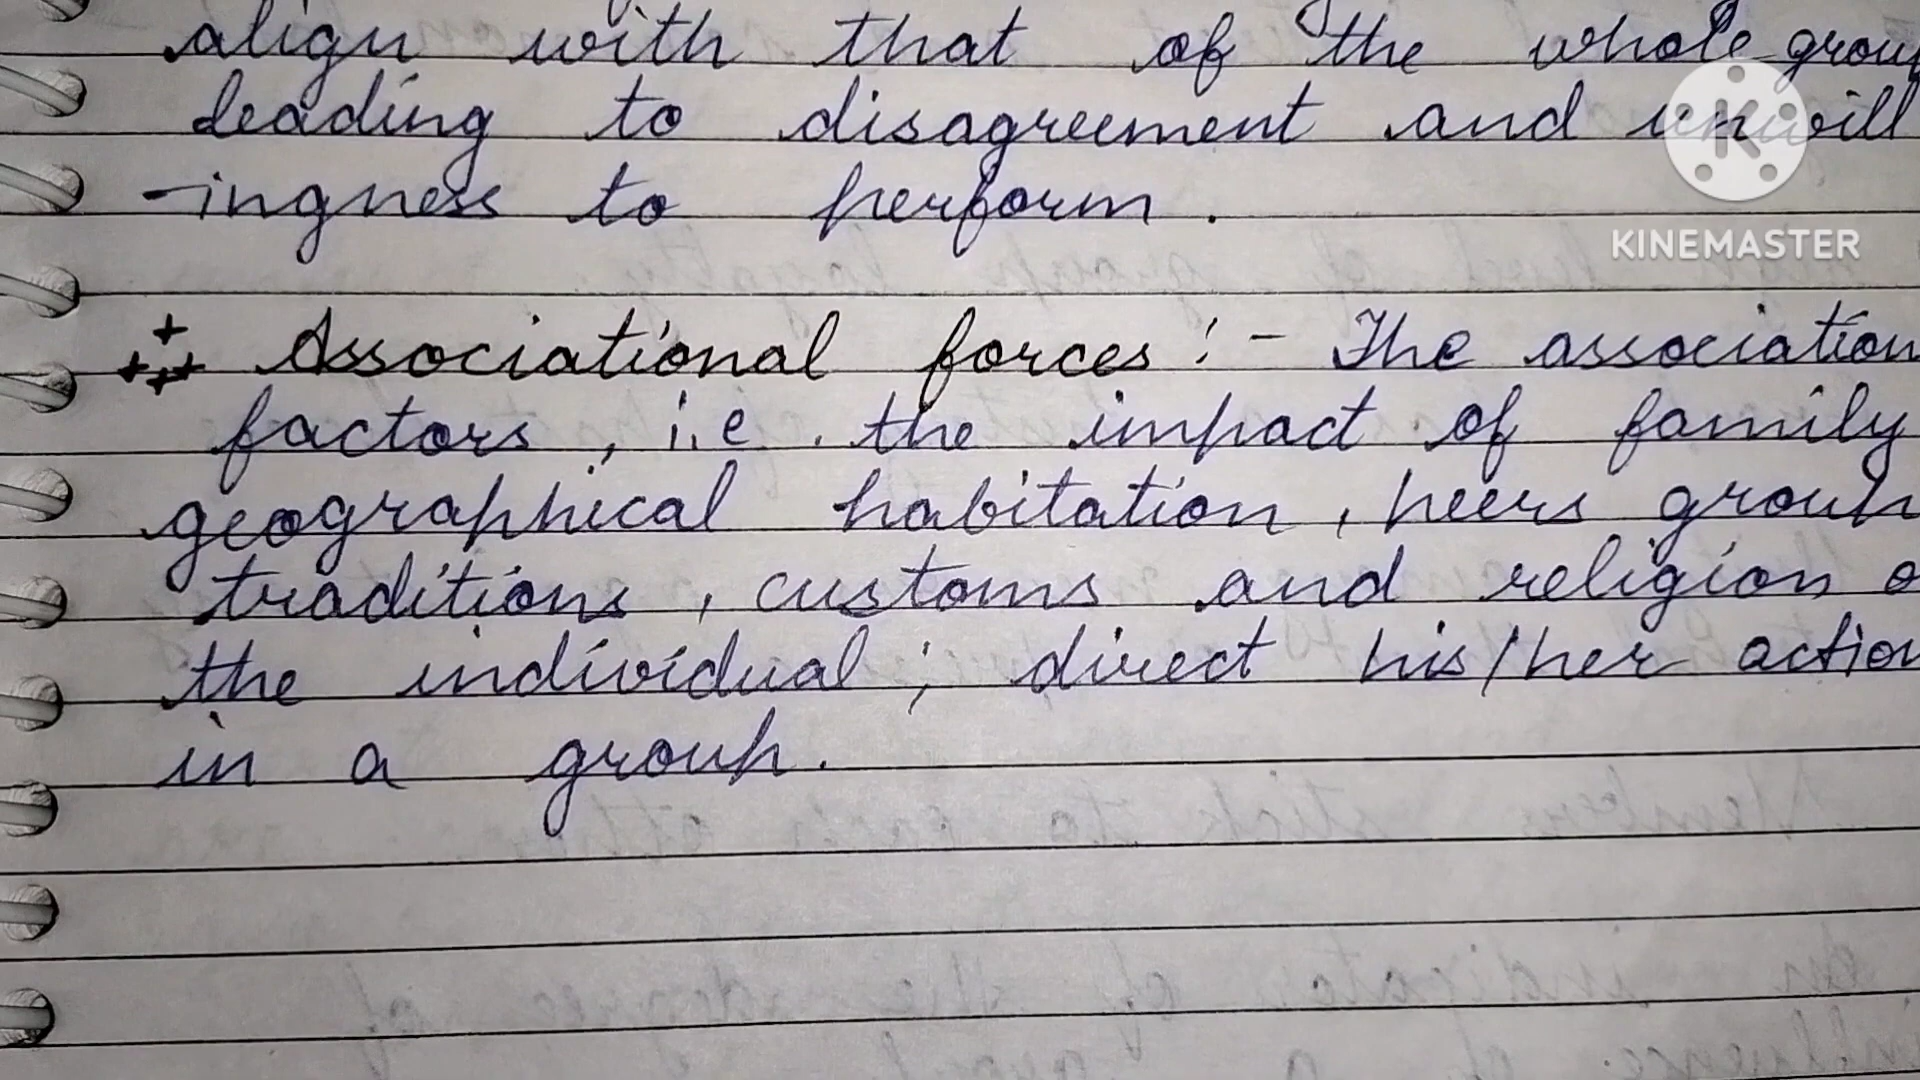 align with that of the whole group
leading to disagreement and unwill
-ingness to perform.
KINEMASTER
Associational forces :- The association
factors, i.e. the impact of family
geographical habitation, peers group
traditions, customs and religion o
the individual; direct his/her action
in a group.